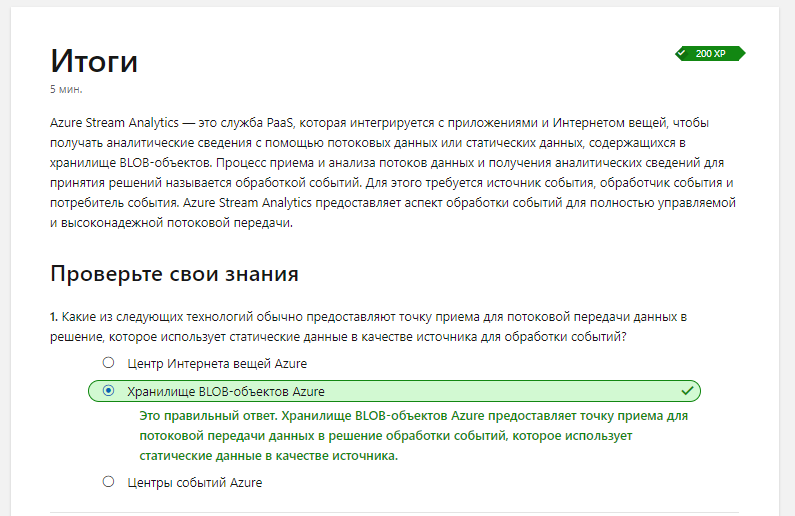 Итоги
200 XP
5 мин.
Azure Stream Analytics — это служба PaaS, которая интегрируется с приложениями и Интернетом вещей, чтобы
получать аналитические сведения с помощью потоковых данных или статических данных, содержащихся в
хранилище BLOB-объектов. Процесс приема и анализа потоков данных и получения аналитических сведений для
принятия решений называется обработкой событий. Для этого требуется источник события, обработчик события и
потребитель события. Azure Stream Analytics предоставляет аспект обработки событий для полностью управляемой
и высоконадежной потоковой передачи.
Проверьте свои знания
1. Какие из следующих технологий обычно предоставляют точку приема для потоковой передачи данных в
решение, которое использует статические данные в качестве источника для обработки событий?
Центр Интернета вещей Azure
Хранилище BLOB-объектов Azure
Это правильный ответ. Хранилище BLOB-объектов Azure предоставляет точку приема для
потоковой передачи данных в решение обработки событий, которое использует
статические данные в качестве источника.
Центры событий Azure